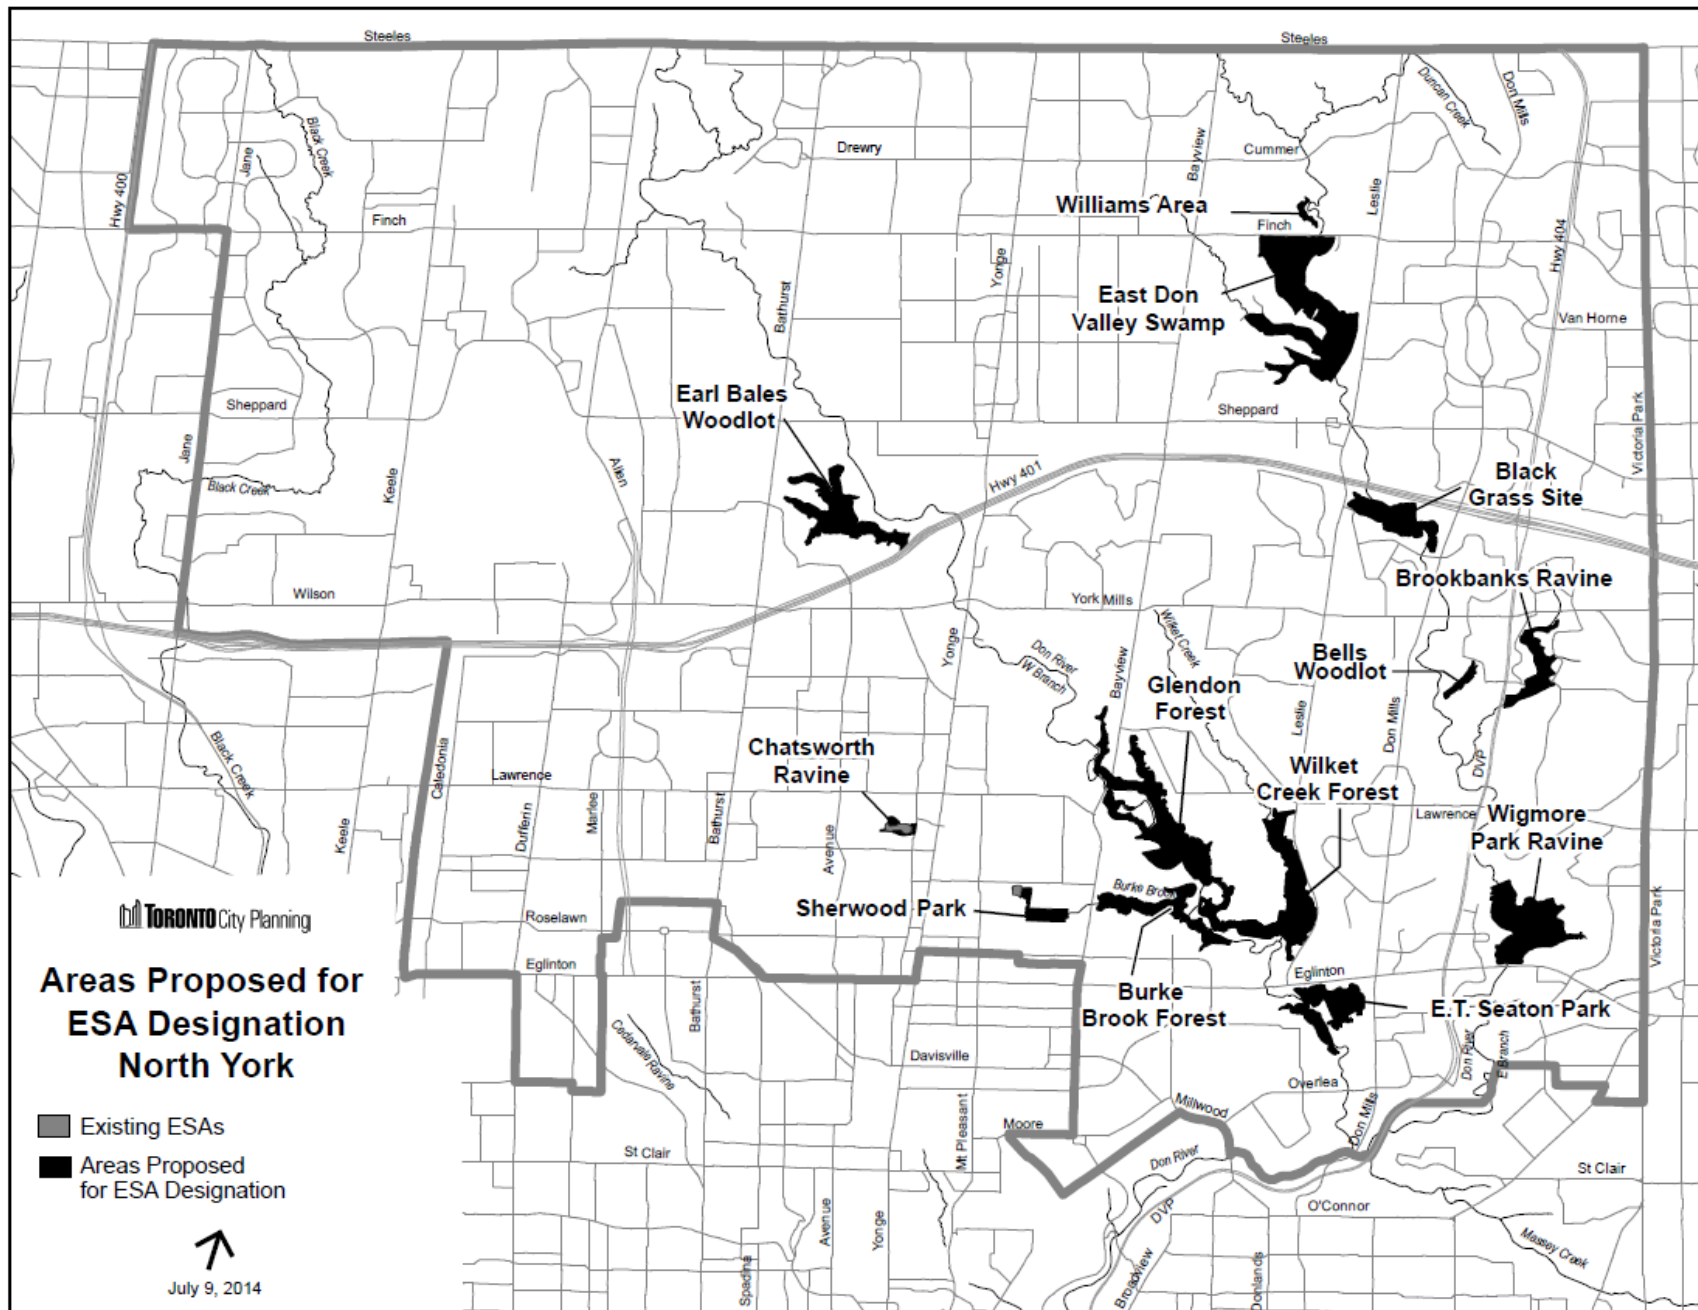 Steeles
Steeles
Black Creek
Jane
Hwy 400
Finch
Drewry
Bayview
Cummer
Duncan Creek
Don Mills
Leslie
Williams Area
Finch
Hwy 404
Yonge
Bathurst
East Don
Valley Swamp
Van Horne
Earl Bales
Woodlot
Sheppard
Sheppard
Victoria Park
Jane
Keele
Allen
Black Creek
Hwy 401
Black
Grass Site
Brookbanks Ravine
Wilson
York Mills
Wilket Creek
Don River
W Branch
Yonge
Bayview
Bells
Woodlot
Glendon
Forest
Leslie
Don Mills
DVP
Black Creek
Caledonia
Chatsworth
Ravine
Lawrence
Wilket
Creek Forest
Lawrence
Wigmore
Park Ravine
Keele
Dufferin
Marlee
Bathurst
Avenue
Burke Brook
Sherwood Park
Roselawn
Eglinton
Eglinton
Victoria Park
Burke
Brook Forest
E.T. Seaton Park
Bathurst
Cedarvale Ravine
Davisville
Don River
E Branch
Overlea
Millwood
Don Mills
Moore
Mt Pleasant
St Clair
Don River
St Clair
O'Connor
DVP
Massey Creek
Avenue
Yonge
Spadina
Broadview
Donlands
TORONTO City Planning
Areas Proposed for
ESA Designation
North York
Existing ESAs
Areas Proposed
for ESA Designation
July 9, 2014